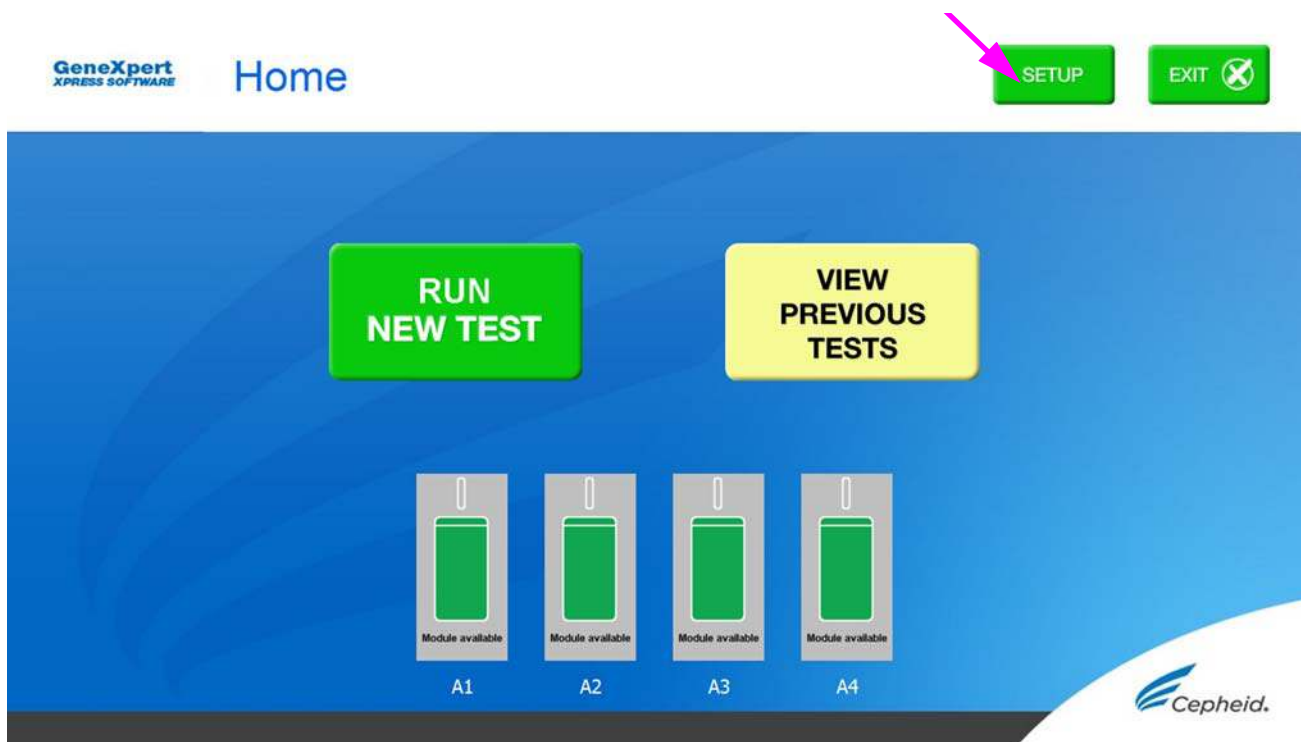 GeneXpert
XPRESS SOFTWARE
Home
SETUP
EXIT
RUN
NEW TEST
VIEW
PREVIOUS
TESTS
Module available
Module available
Module available
Module available
A1
A2
A3
A4
Cepheid.